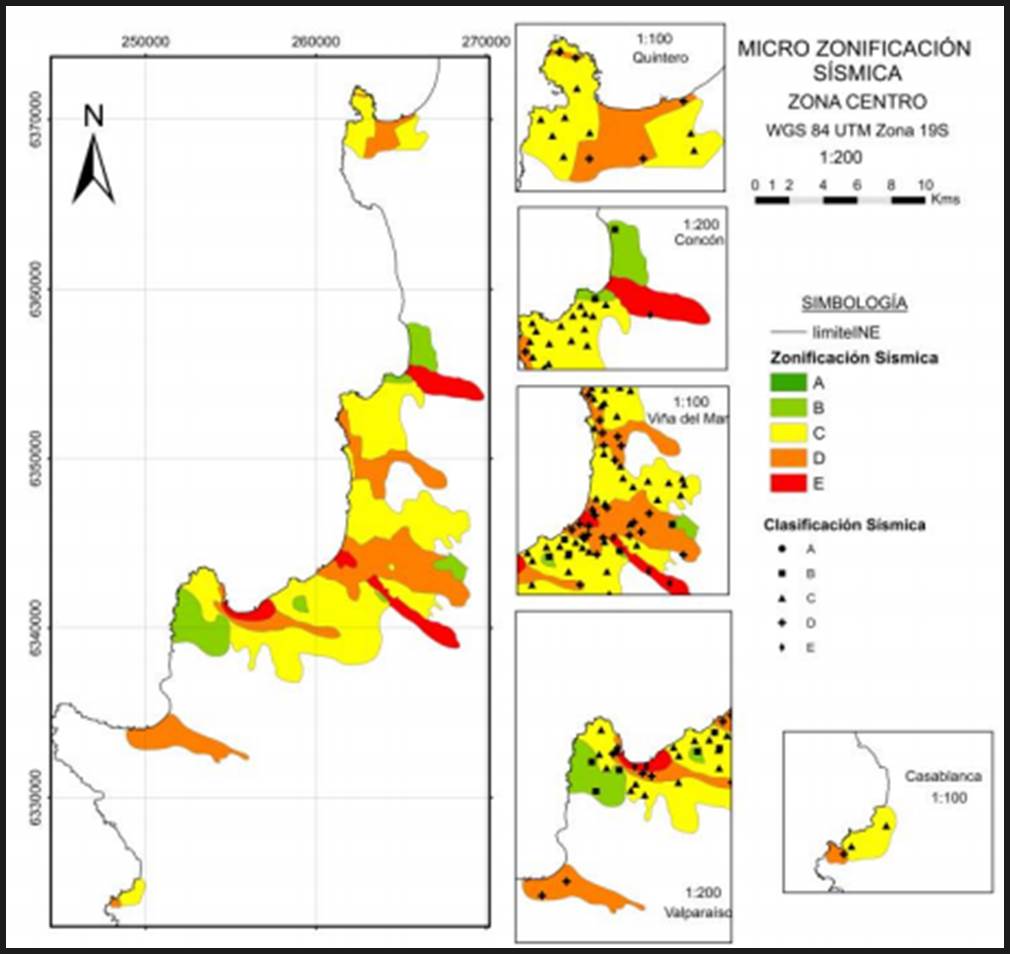 250000
260000
270000
6370000
6360000
6350000
6340000
6330000
N
1:100
Quintero
1:200
Concón
1:100
Viña del Mar
1:200
Valparaíso
MICRO ZONIFICACIÓN
SÍSMICA
ZONA CENTRO
WGS 84 UTM Zona 19S
1:200
0 1 2 4 6 8 10
Kms
SIMBOLOGÍA
limiteINE
Zonificación Sísmica
A
B
C
D
E
Clasificación Sísmica
A
B
C
D
E
Casablanca
1:100